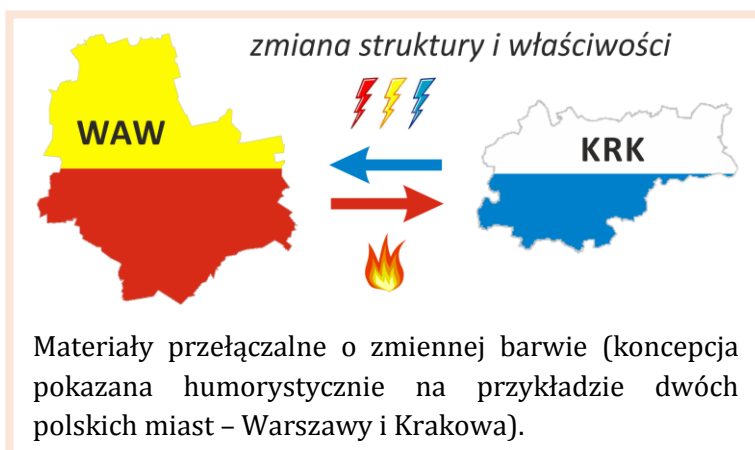 zmiana struktury i właściwości
WAW
KRK
Materiały przełączalne o zmiennej barwie (koncepcja
pokazana humorystycznie na przykładzie dwóch
polskich miast – Warszawy i Krakowa).